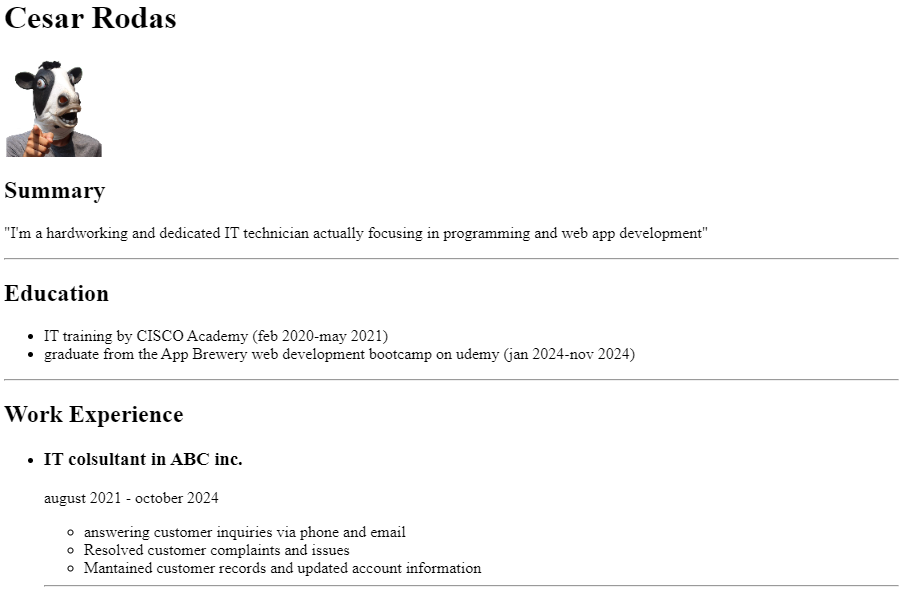 Cesar Rodas
Summary
"I'm a hardworking and dedicated IT technician actually focusing in programming and web app development"
Education
IT training by CISCO Academy (feb 2020-may 2021)
graduate from the App Brewery web development bootcamp on udemy (jan 2024-nov 2024)
Work Experience
IT colsultant in ABC inc.
august 2021 - october 2024
answering customer inquiries via phone and email
Resolved customer complaints and issues
Mantained customer records and updated account information